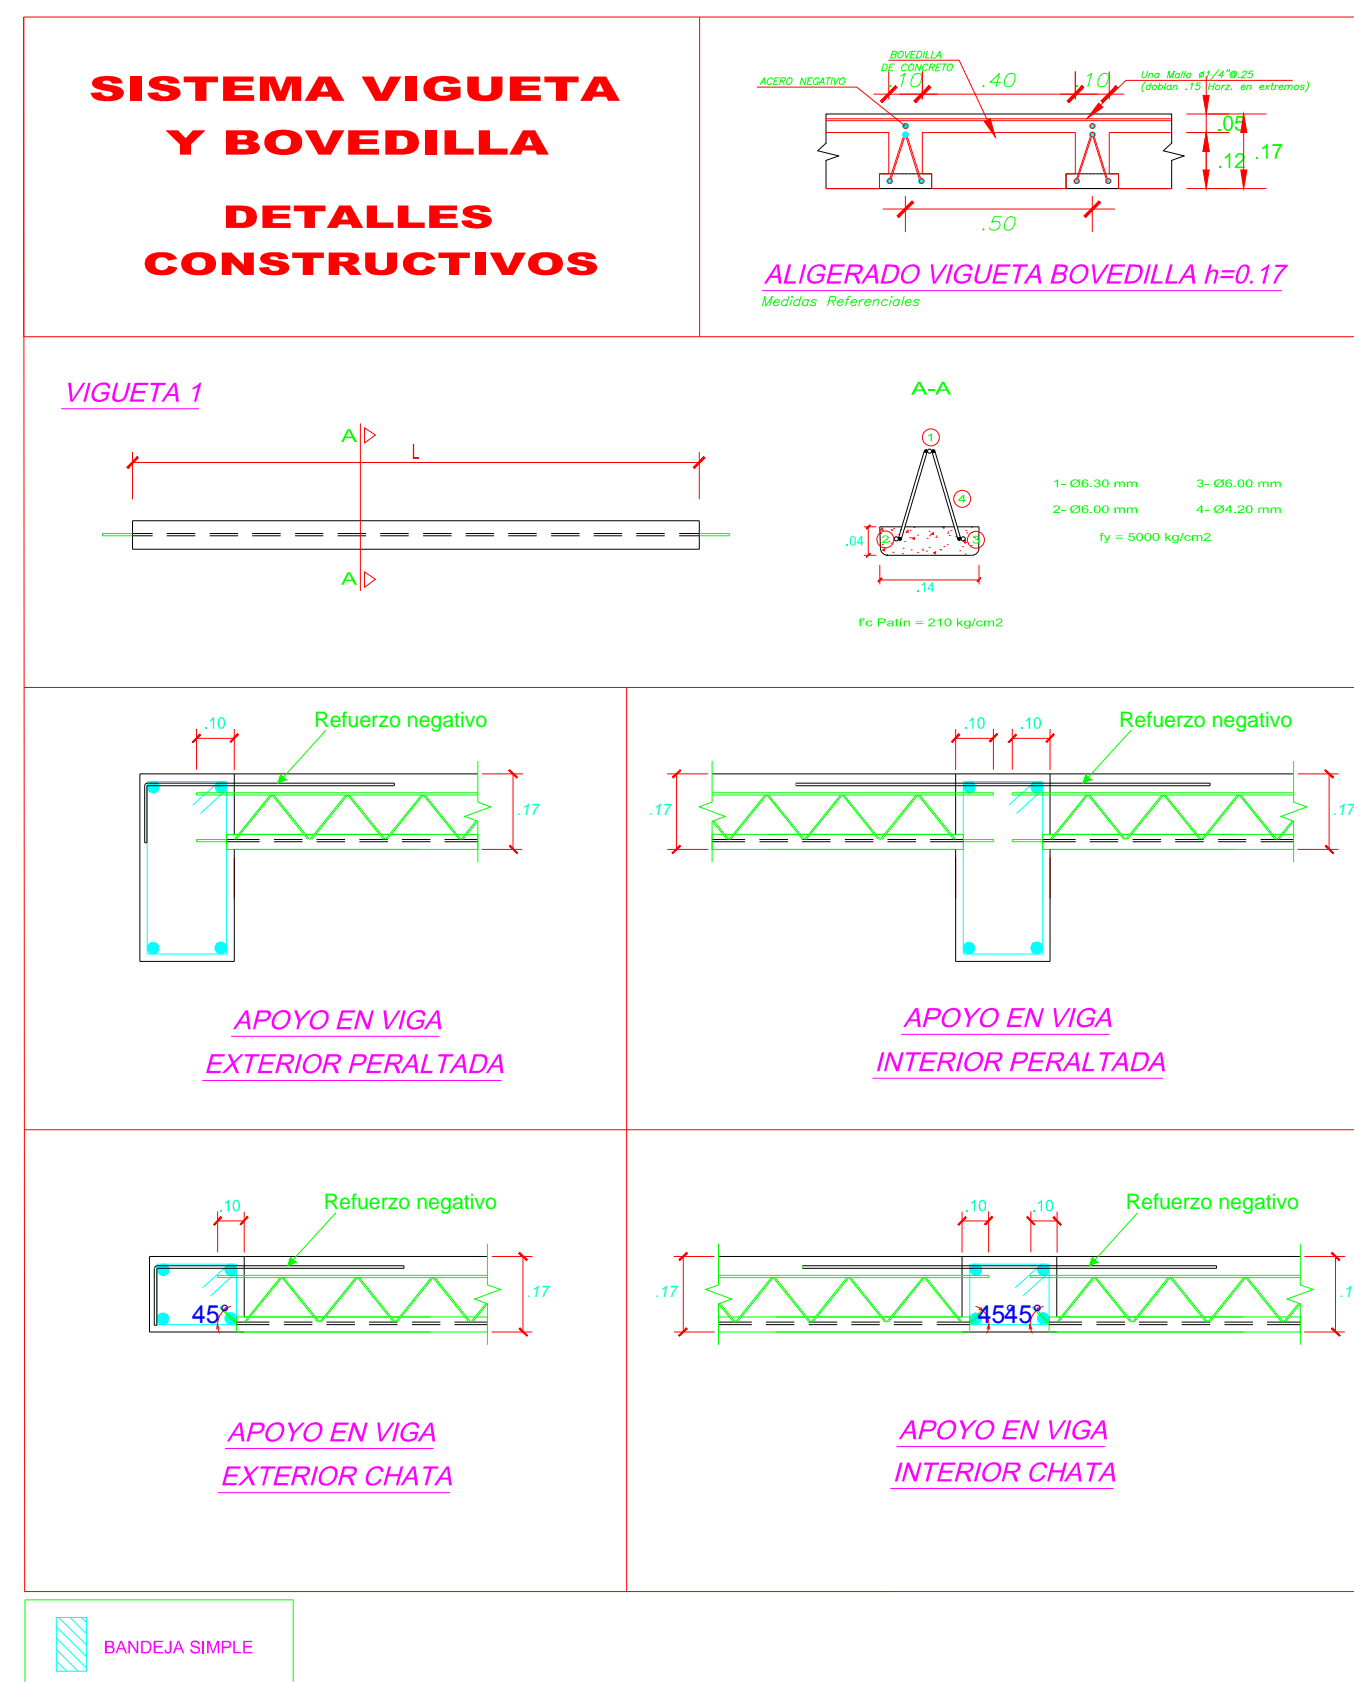 SISTEMA VIGUETA
Y BOVEDILLA
DETALLES
CONSTRUCTIVOS
BOVEDILLA
DE CONCRETO
ACERO NEGATIVO
.10
.40
.10
Una Malla ø1/4"@.25
(doblan .15 Horz. en extremos)
.05
.12
.17
.50
ALIGERADO VIGUETA BOVEDILLA h=0.17
Medidas Referenciales
VIGUETA 1
A
L
A
A-A
1
4
2
3
.04
.14
f'c Patín = 210 kg/cm2
1- Ø6.30 mm
3- Ø6.00 mm
2- Ø6.00 mm
4- Ø4.20 mm
fy = 5000 kg/cm2
.10
Refuerzo negativo
.17
APOYO EN VIGA
EXTERIOR PERALTADA
.10
.10
Refuerzo negativo
.17
.17
APOYO EN VIGA
INTERIOR PERALTADA
.10
Refuerzo negativo
.17
45°
APOYO EN VIGA
EXTERIOR CHATA
.10
.10
Refuerzo negativo
.17
45°
45°
APOYO EN VIGA
INTERIOR CHATA
BANDEJA SIMPLE